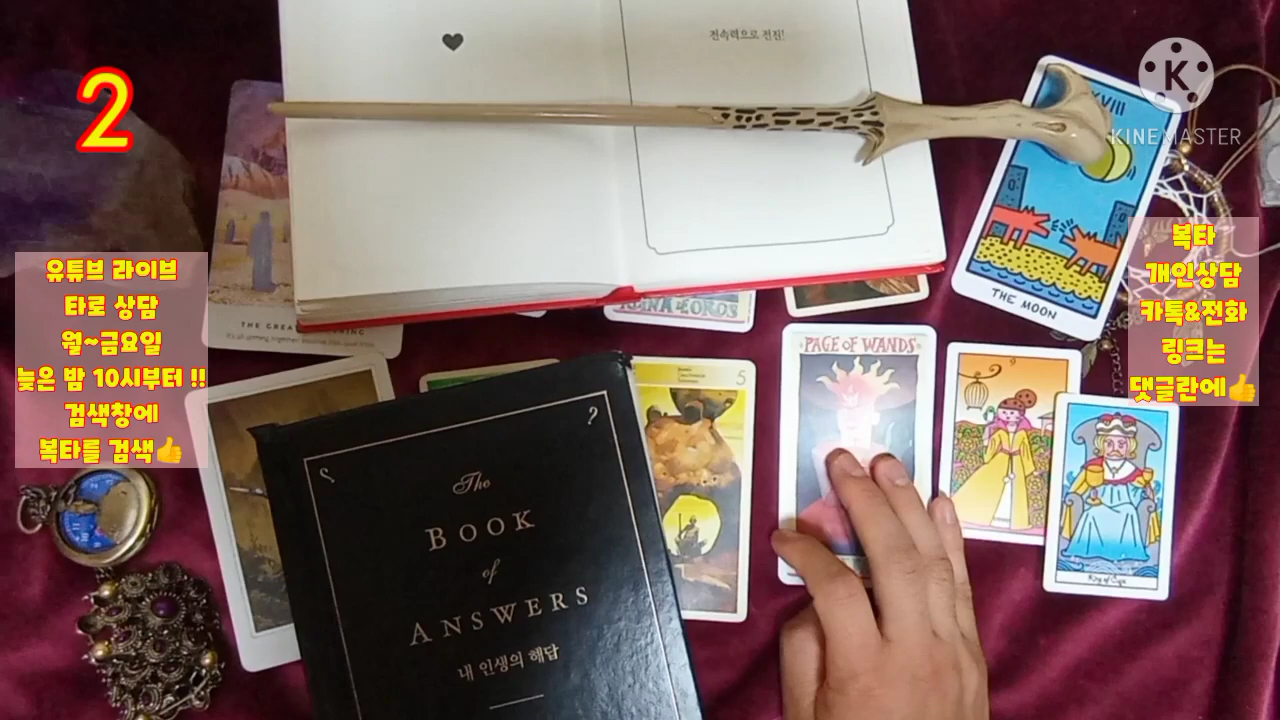 2
전속력으로 전진!
XVIII
K
KINEMASTER
THE MOON
유튜브 라이브
타로 상담
월~금요일
늦은 밤 10시부터 !!
검색창에
복타를 검색👍
복타
개인상담
카톡&전화
링크는
댓글란에👍
PAGE OF WANDS
5
The
BOOK
of
ANSWERS
내 인생의 해답
King of Cups